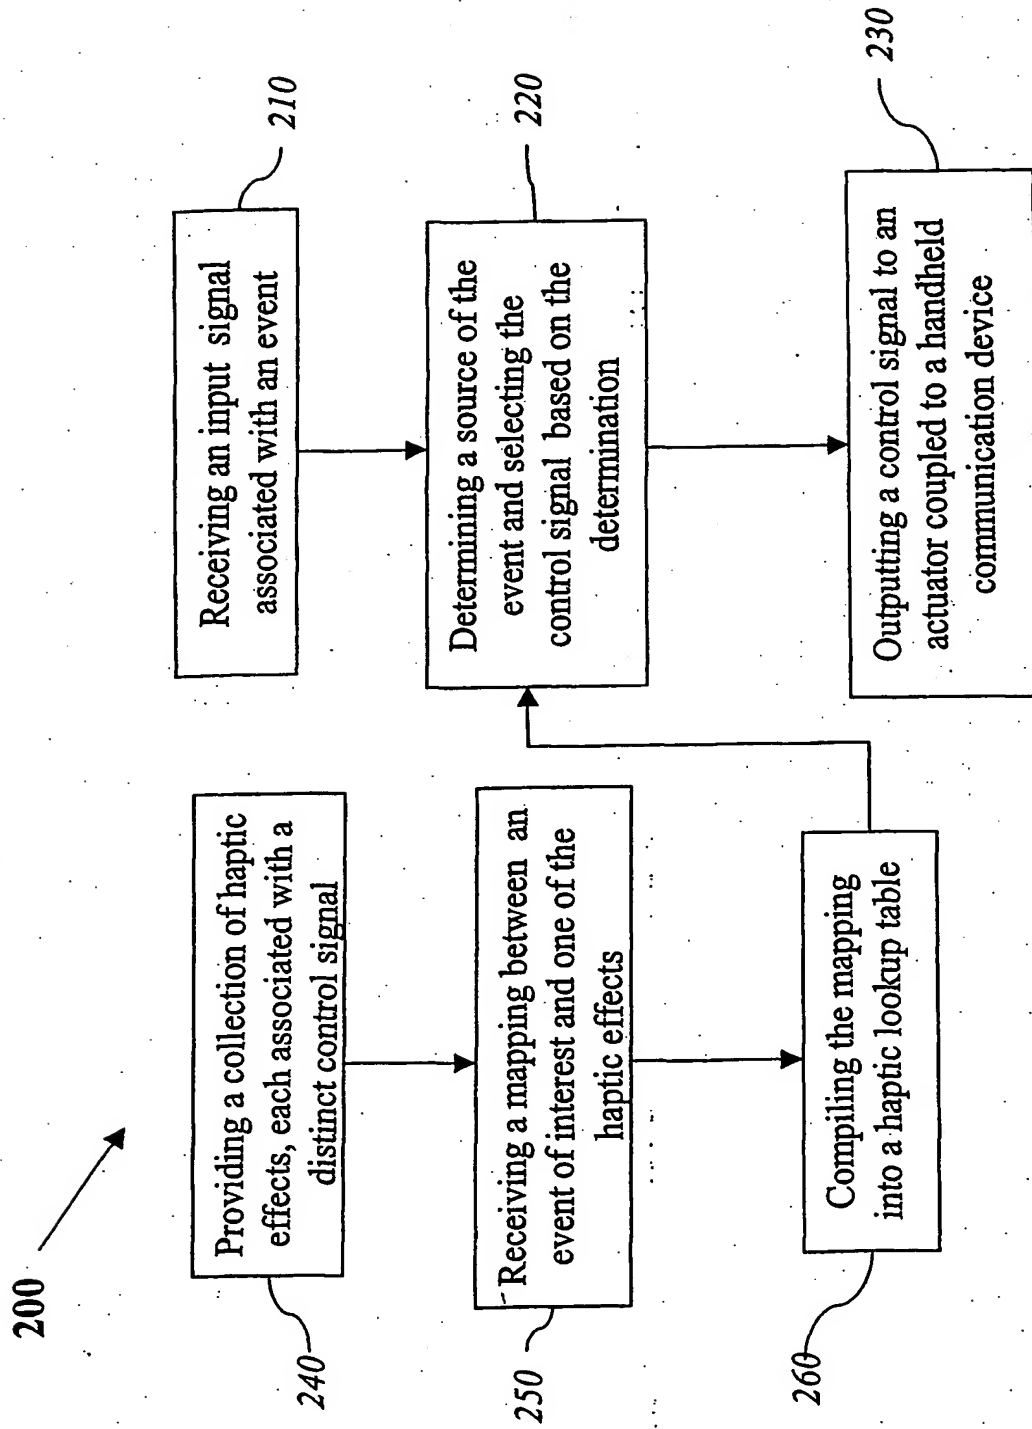 200
240
Providing a collection of haptic
effects, each associated with a
distinct control signal
250
Receiving a mapping between an
event of interest and one of the
haptic effects
260
Compiling the mapping
into a haptic lookup table
210
Receiving an input signal
associated with an event
220
Determining a source of the
event and selecting the
control signal based on the
determination
230
Outputting a control signal to an
actuator coupled to a handheld
communication device